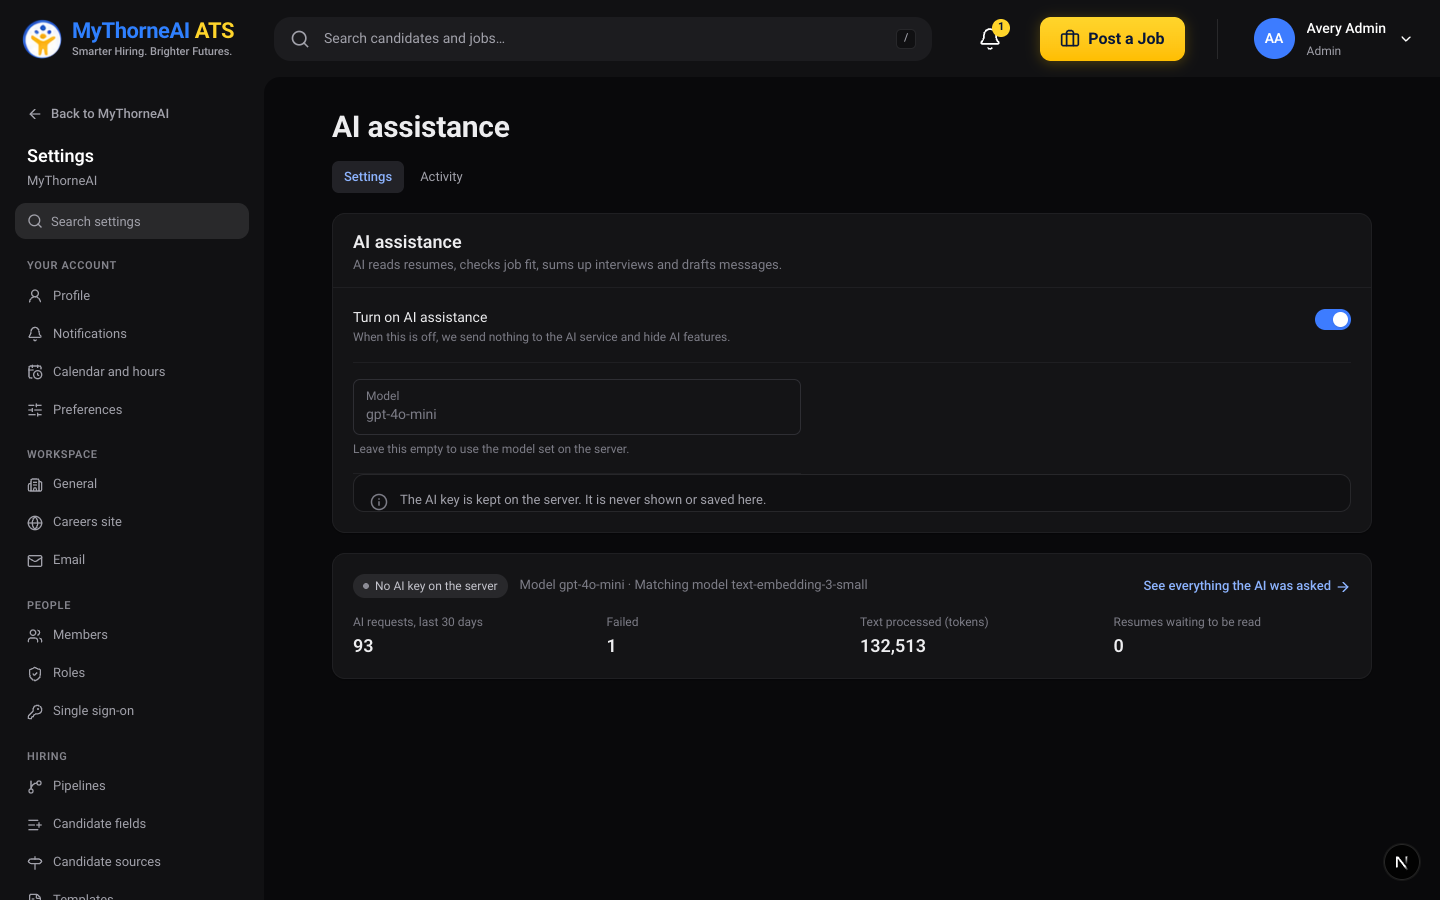 MyThorneAI ATS
Smarter Hiring. Brighter Futures.
Search candidates and jobs...
/
1
Post a Job
AA
Avery Admin
Admin
Back to MyThorneAI
Settings
MyThorneAI
Search settings
YOUR ACCOUNT
Profile
Notifications
Calendar and hours
Preferences
WORKSPACE
General
Careers site
Email
PEOPLE
Members
Roles
Single sign-on
HIRING
Pipelines
Candidate fields
Candidate sources
Templates
AI assistance
Settings
Activity
AI assistance
AI reads resumes, checks job fit, sums up interviews and drafts messages.
Turn on AI assistance
When this is off, we send nothing to the AI service and hide AI features.
Model
gpt-4o-mini
Leave this empty to use the model set on the server.
The AI key is kept on the server. It is never shown or saved here.
No AI key on the server
Model gpt-4o-mini · Matching model text-embedding-3-small
See everything the AI was asked
AI requests, last 30 days
93
Failed
1
Text processed (tokens)
132,513
Resumes waiting to be read
0
N